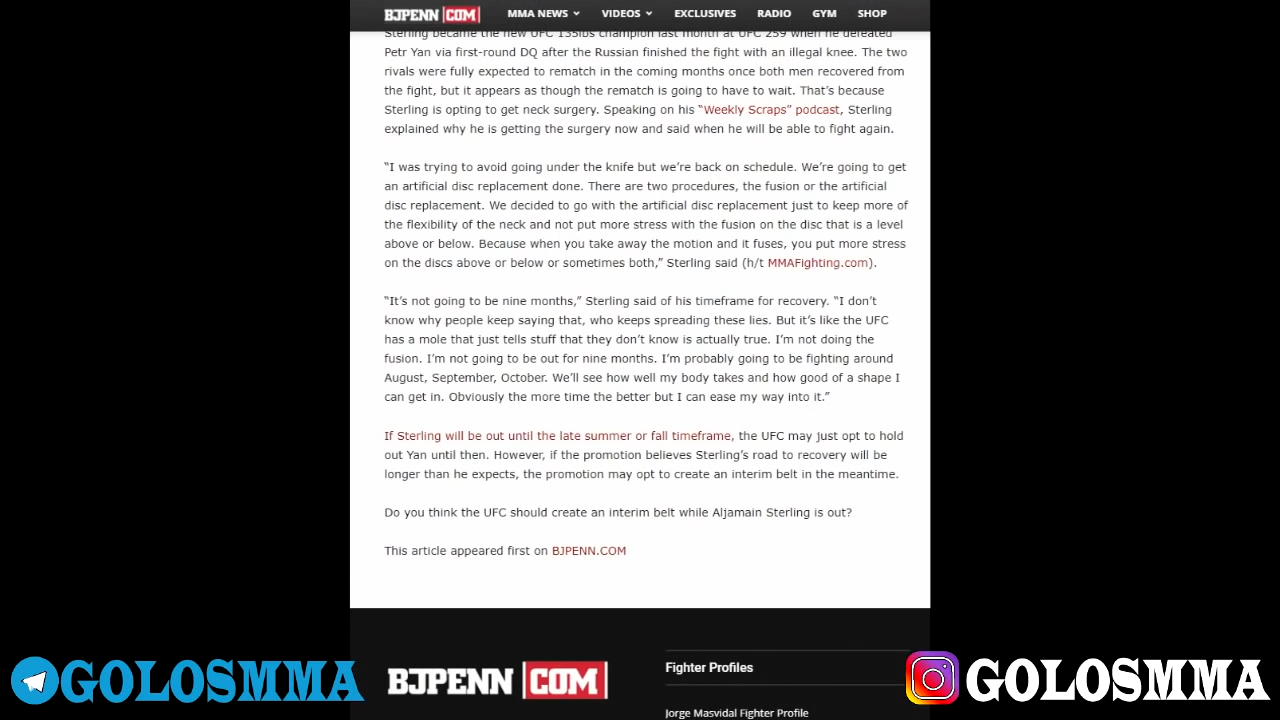 BJPENN COM MMA NEWS VIDEOS EXCLUSIVES RADIO GYM SHOP
Sterling became the new UFC 135lbs champion last month at UFC 259 when he defeated
Petr Yan via first-round DQ after the Russian finished the fight with an illegal knee. The two
rivals were fully expected to rematch in the coming months once both men recovered from
the fight, but it appears as though the rematch is going to have to wait. That’s because
Sterling is opting to get neck surgery. Speaking on his “Weekly Scraps” podcast, Sterling
explained why he is getting the surgery now and said when he will be able to fight again.
“I was trying to avoid going under the knife but we’re back on schedule. We’re going to get
an artificial disc replacement done. There are two procedures, the fusion or the artificial
disc replacement. We decided to go with the artificial disc replacement just to keep more of
the flexibility of the neck and not put more stress with the fusion on the disc that is a level
above or below. Because when you take away the motion and it fuses, you put more stress
on the discs above or below or sometimes both,” Sterling said (h/t MMAFighting.com).
“It’s not going to be nine months,” Sterling said of his timeframe for recovery. “I don’t
know why people keep saying that, who keeps spreading these lies. But it’s like the UFC
has a mole that just tells stuff that they don’t know is actually true. I’m not doing the
fusion. I’m not going to be out for nine months. I’m probably going to be fighting around
August, September, October. We’ll see how well my body takes and how good of a shape I
can get in. Obviously the more time the better but I can ease my way into it.”
If Sterling will be out until the late summer or fall timeframe, the UFC may just opt to hold
out Yan until then. However, if the promotion believes Sterling’s road to recovery will be
longer than he expects, the promotion may opt to create an interim belt in the meantime.
Do you think the UFC should create an interim belt while Aljamain Sterling is out?
This article appeared first on BJPENN.COM
BJPENN COM
Fighter Profiles
Jorge Masvidal Fighter Profile
GOLOSMMA
GOLOSMMA